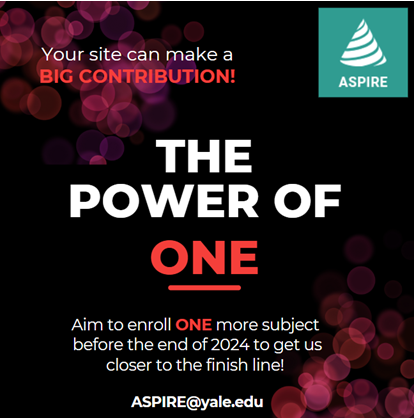 Your site can make a
BIG CONTRIBUTION!
ASPIRE
THE
POWER OF
ONE
Aim to enroll ONE more subject
before the end of 2024 to get us
closer to the finish line!
ASPIRE@yale.edu